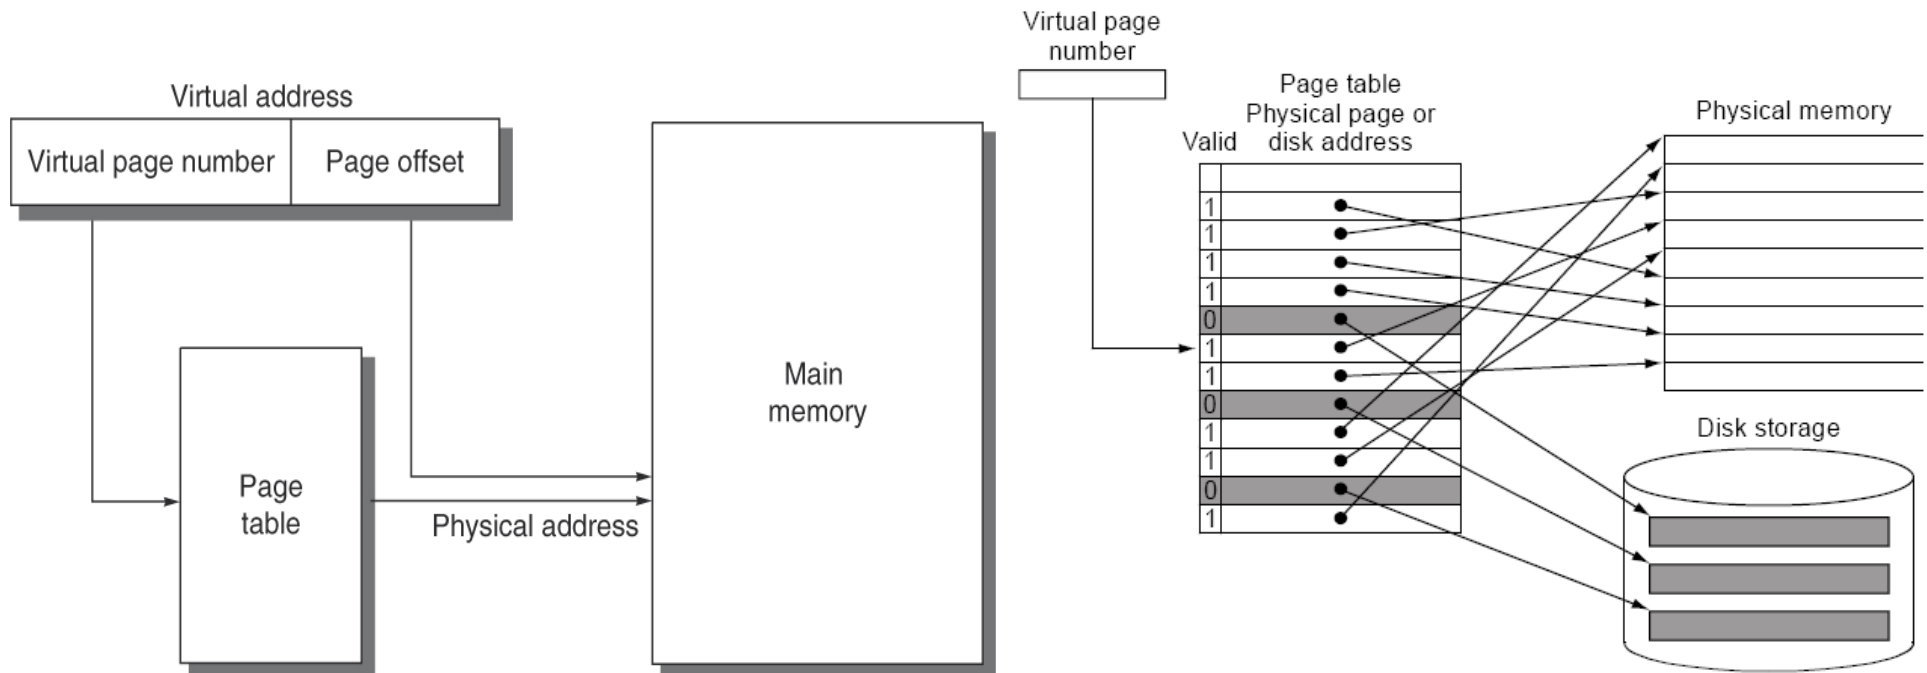 Virtual address
Virtual page number
Page offset
Page
table
Physical address
Main
memory
Virtual page
number
Page table
Physical page or
Valid
disk address
1
1
1
1
0
1
1
0
1
1
0
1
Physical memory
Disk storage